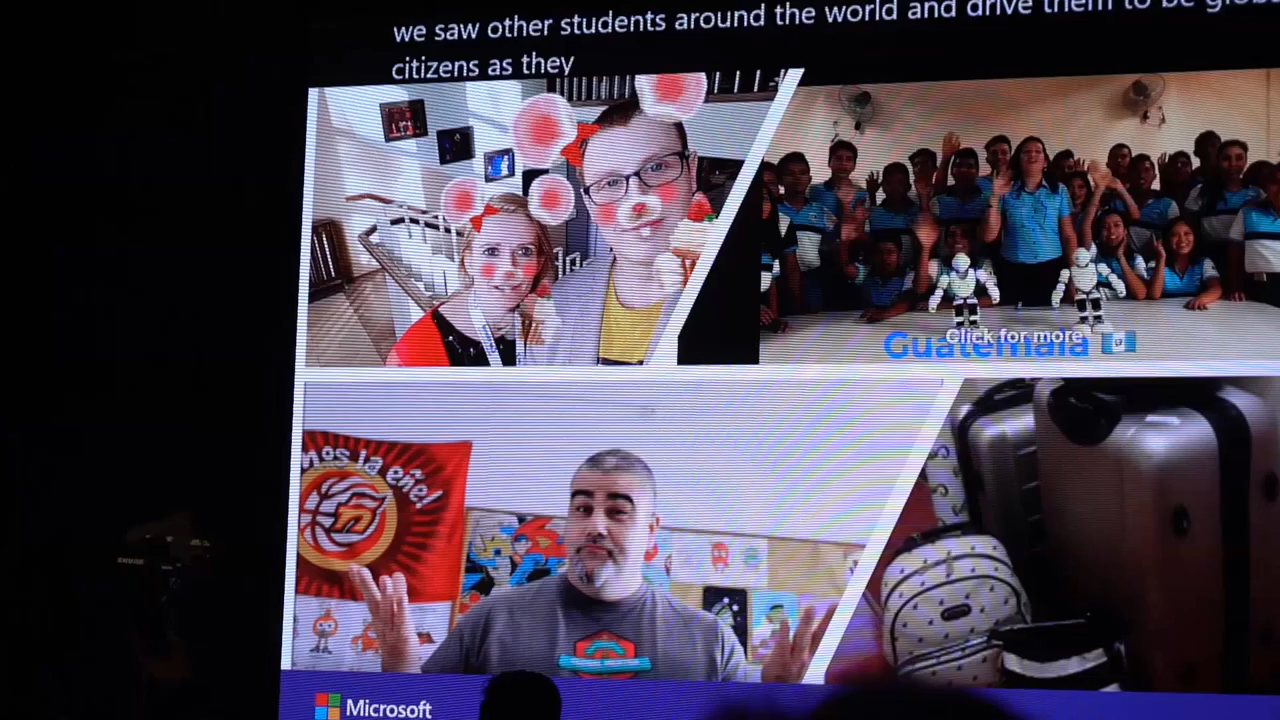 we saw other students around the world and drive them to be
citizens as they
Click for more
Guatemala
la eñe!
Microsoft